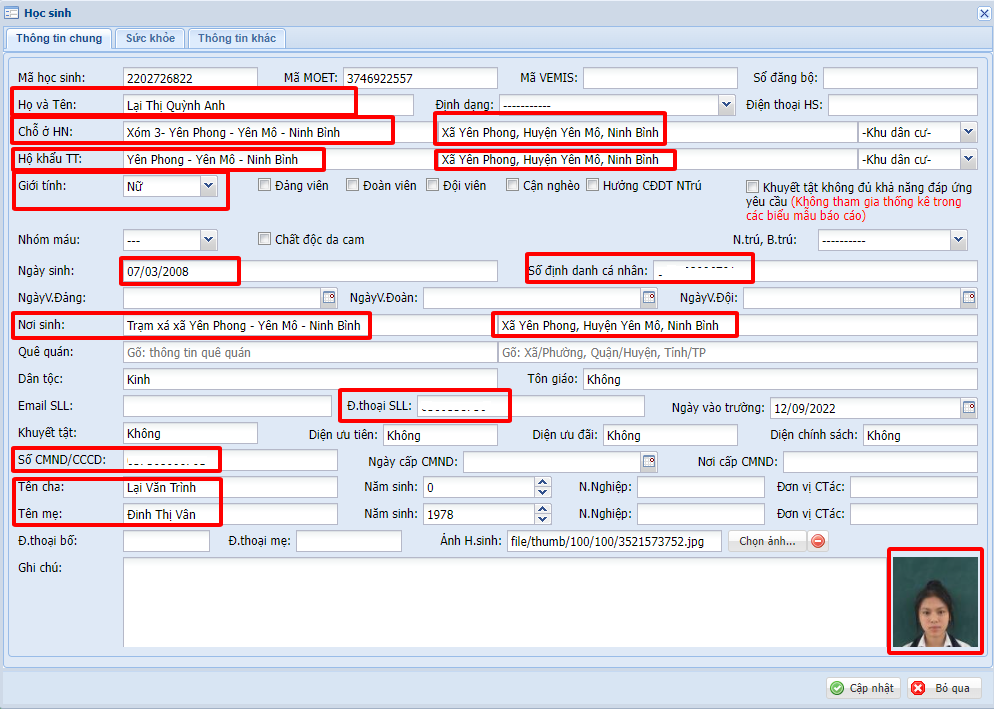 Học sinh
Thông tin chung Sức khỏe Thông tin khác
Mã học sinh: 2202726822 Mã MOET: 3746922557 Mã VEMIS: Sổ đăng bộ:
Họ và Tên: Lại Thị Quỳnh Anh Định dạng: ----------- Điện thoại HS:
Chỗ ở HN: Xóm 3- Yên Phong - Yên Mô - Ninh Bình Xã Yên Phong, Huyện Yên Mô, Ninh Bình -Khu dân cư-
Hộ khẩu TT: Yên Phong - Yên Mô - Ninh Bình Xã Yên Phong, Huyện Yên Mô, Ninh Bình -Khu dân cư-
Giới tính: Nữ Đảng viên Đoàn viên Đội viên Cận nghèo Hưởng CĐDT NTrú Khuyết tật không đủ khả năng đáp ứng
yêu cầu (Không tham gia thống kê trong
các biểu mẫu báo cáo)
Nhóm máu: --- Chất độc da cam N.trú, B.trú: ----------
Ngày sinh: 07/03/2008 Số định danh cá nhân:
NgàyV.Đảng: NgàyV.Đoàn: NgàyV.Đội:
Nơi sinh: Trạm xá xã Yên Phong - Yên Mô - Ninh Bình Xã Yên Phong, Huyện Yên Mô, Ninh Bình
Quê quán: Gõ: thông tin quê quán Gõ: Xã/Phường, Quận/Huyện, Tỉnh/TP
Dân tộc: Kinh Tôn giáo: Không
Email SLL: Đ.thoại SLL: Ngày vào trường: 12/09/2022
Khuyết tật: Không Diện ưu tiên: Không Diện ưu đãi: Không Diện chính sách: Không
Số CMND/CCCD: Ngày cấp CMND: Nơi cấp CMND:
Tên cha: Lại Văn Trình Năm sinh: 0 N.Nghiệp: Đơn vị CTác:
Tên mẹ: Đinh Thị Vân Năm sinh: 1978 N.Nghiệp: Đơn vị CTác:
Đ.thoại bố: Đ.thoại mẹ: Ảnh H.sinh: file/thumb/100/100/3521573752.jpg Chọn ảnh...
Ghi chú:
Cập nhật Bỏ qua